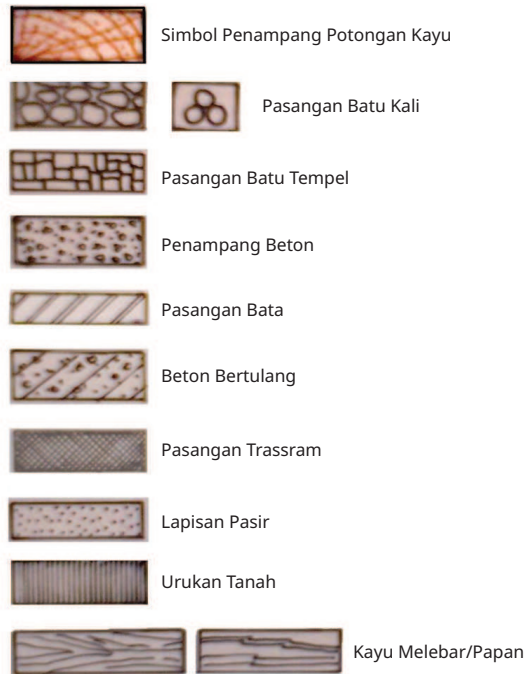 Simbol Penampang Potongan Kayu
Pasangan Batu Kali
Pasangan Batu Tempel
Penampang Beton
Pasangan Bata
Beton Bertulang
Pasangan Trassram
Lapisan Pasir
Urukan Tanah
Kayu Melebar/Papan